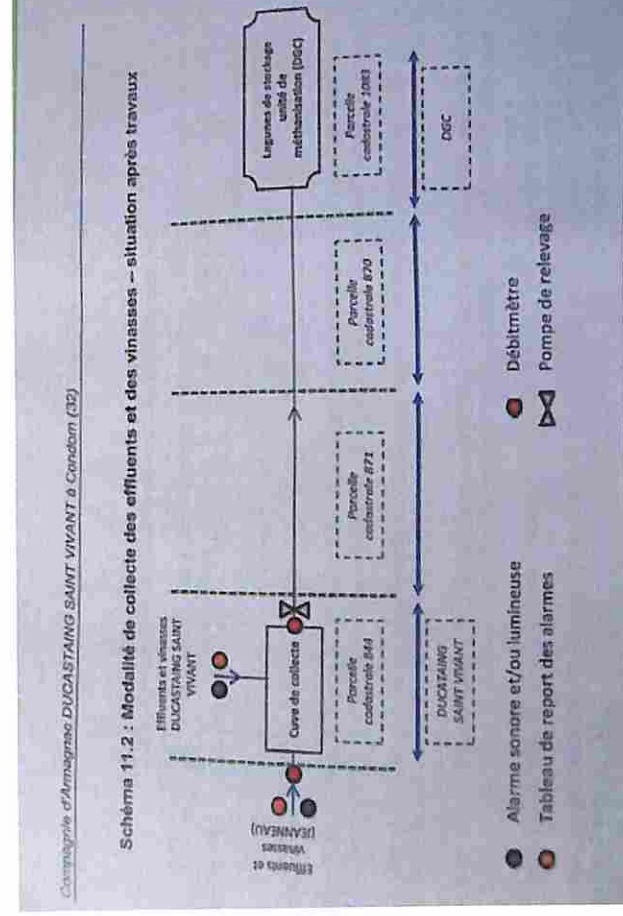 Compagnie d'Armagnac DUCASTAING SAINT VIVANT à Condom (32)
Schéma 11.2 : Modalité de collecte des effluents et des vinasses – situation après travaux
Effluents et vinasses
DUCASTAING SAINT
VIVANT
Effluents et
vinasses
(JEANNEAU)
Cuve de collecte
Lagunes de stockage
unité de
méthanisation (DGC)
Parcelle
cadastrale 844
Parcelle
cadastrale 871
Parcelle
cadastrale 870
Parcelle
cadastrale 1083
DUCATAING
SAINT VIVANT
DGC
Alarme sonore et/ou lumineuse
Débitmètre
Tableau de report des alarmes
Pompe de relevage